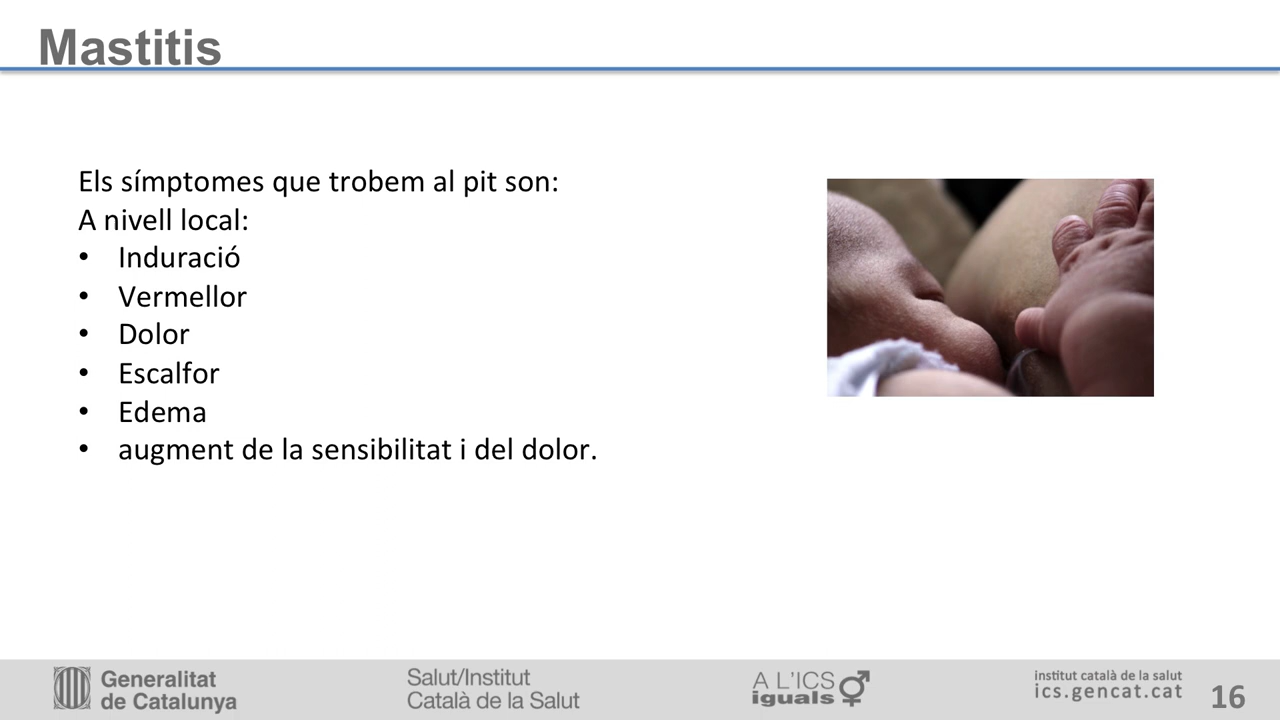 Mastitis
Els símptomes que trobem al pit son:
A nivell local:
• Induració
• Vermellor
• Dolor
• Escalfor
• Edema
• augment de la sensibilitat i del dolor.
Generalitat
de Catalunya
Salut/Institut
Català de la Salut
A L'ICS
iguals
institut català de la salut
ics.gencat.cat
16